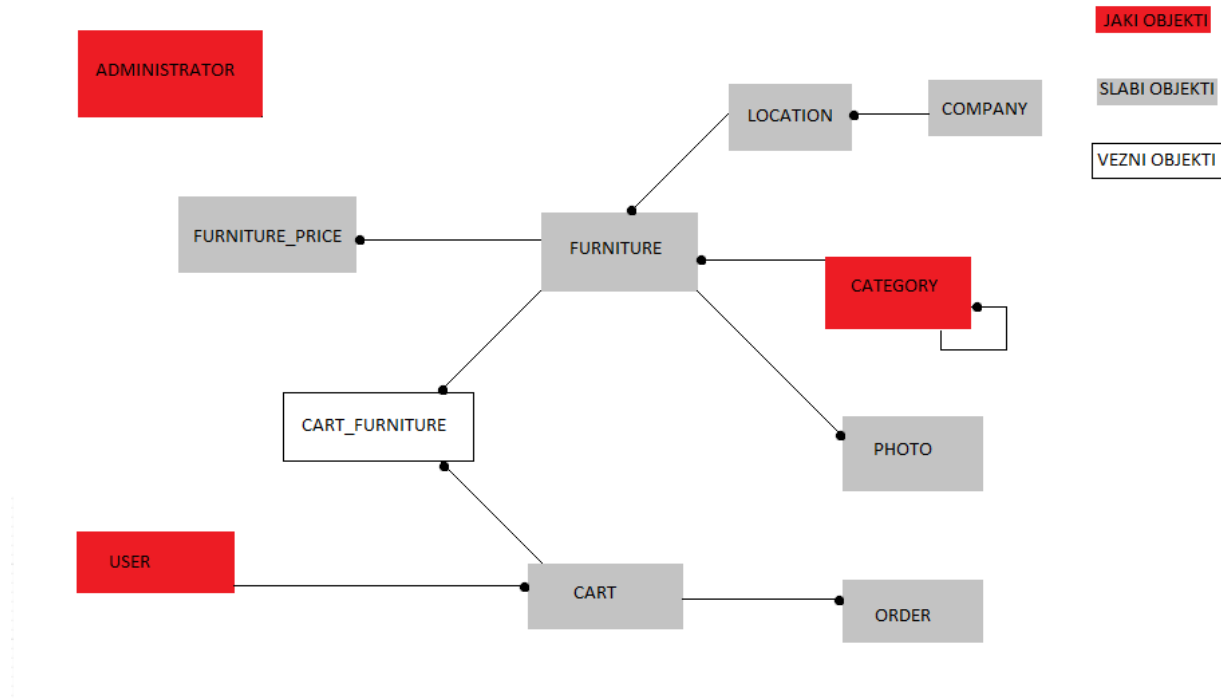 JAKI OBJEKTI
ADMINISTRATOR
SLABI OBJEKTI
LOCATION
COMPANY
VEZNI OBJEKTI
FURNITURE_PRICE
FURNITURE
CATEGORY
CART_FURNITURE
PHOTO
USER
CART
ORDER